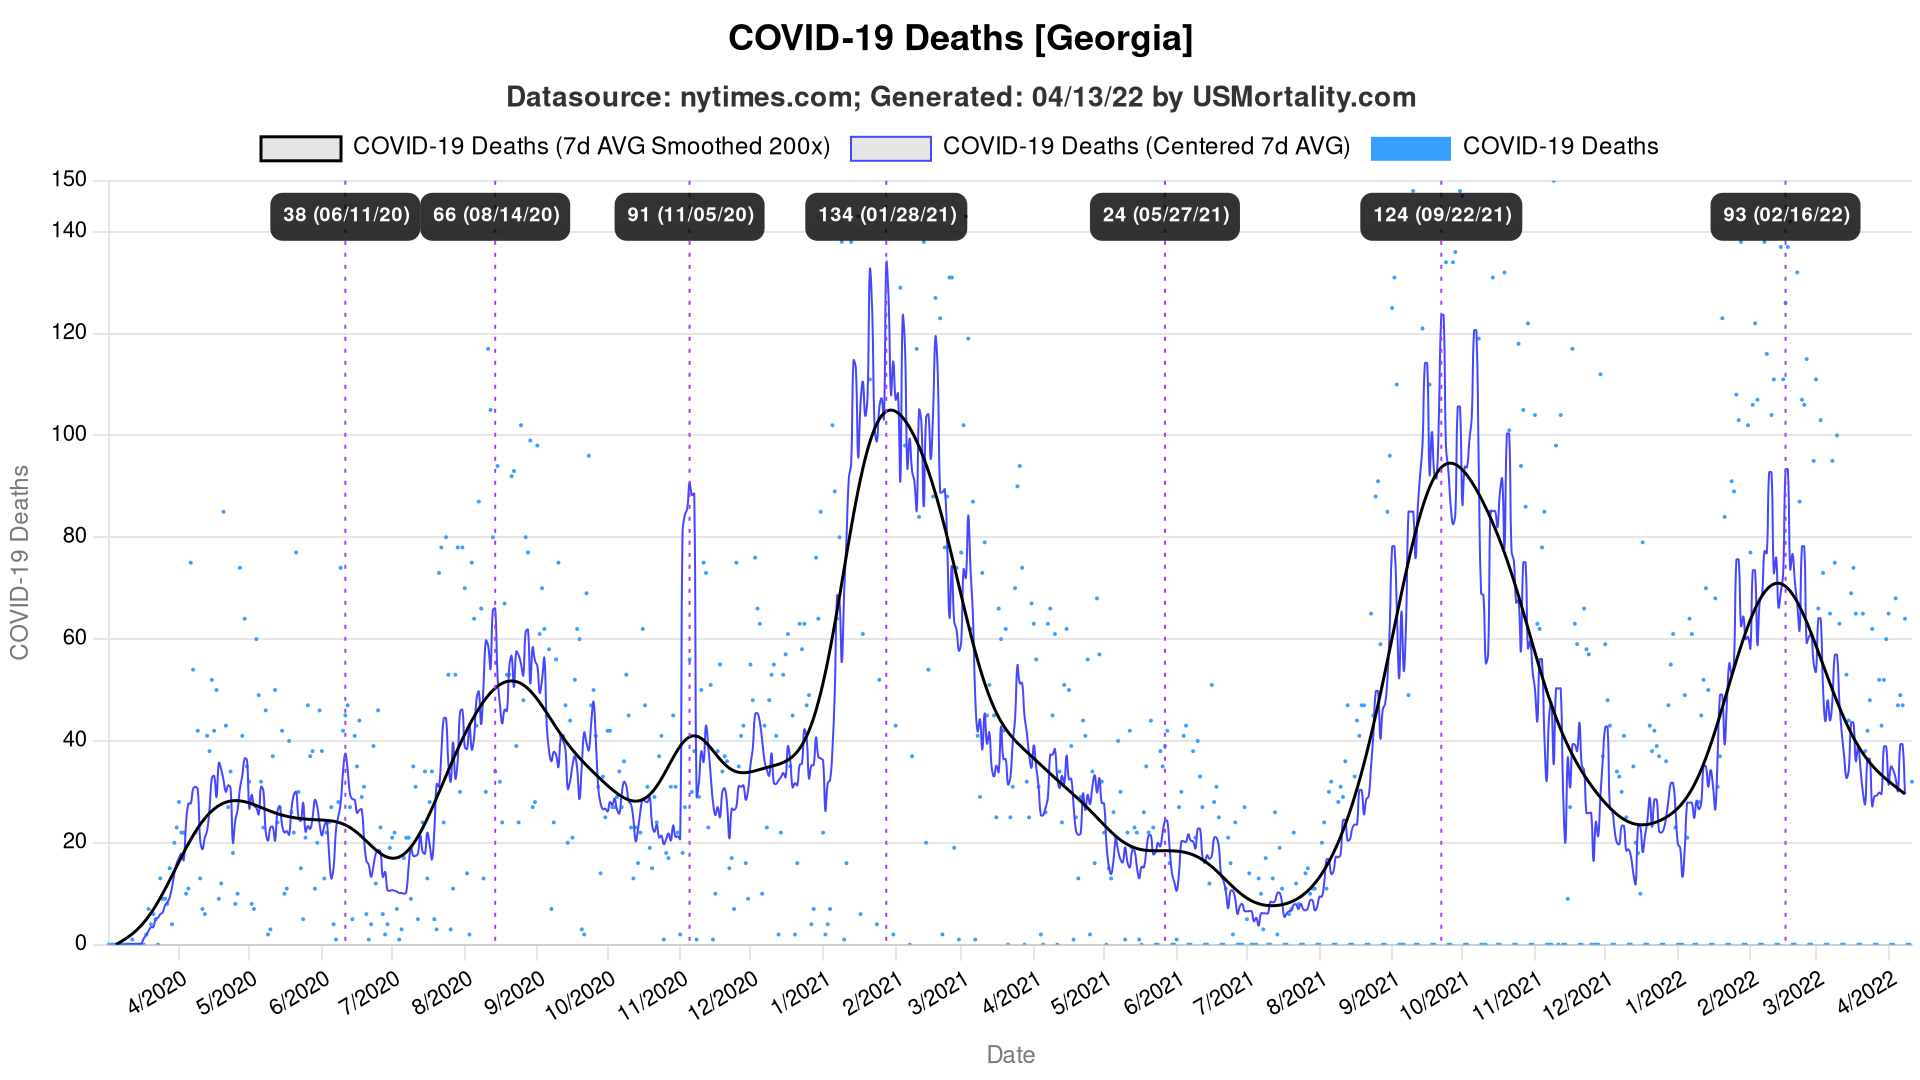 COVID-19 Deaths [Georgia]
Datasource: nytimes.com; Generated: 04/13/22 by USMortality.com
COVID-19 Deaths (7d AVG Smoothed 200x) COVID-19 Deaths (Centered 7d AVG) COVID-19 Deaths
38 (06/11/20) 66 (08/14/20) 91 (11/05/20) 134 (01/28/21) 24 (05/27/21) 124 (09/22/21) 93 (02/16/22)
150
140
120
100
80
60
40
20
0
COVID-19 Deaths
4/2020 5/2020 6/2020 7/2020 8/2020 9/2020 10/2020 11/2020 12/2020 1/2021 2/2021 3/2021 4/2021 5/2021 6/2021 7/2021 8/2021 9/2021 10/2021 11/2021 12/2021 1/2022 2/2022 3/2022 4/2022
Date